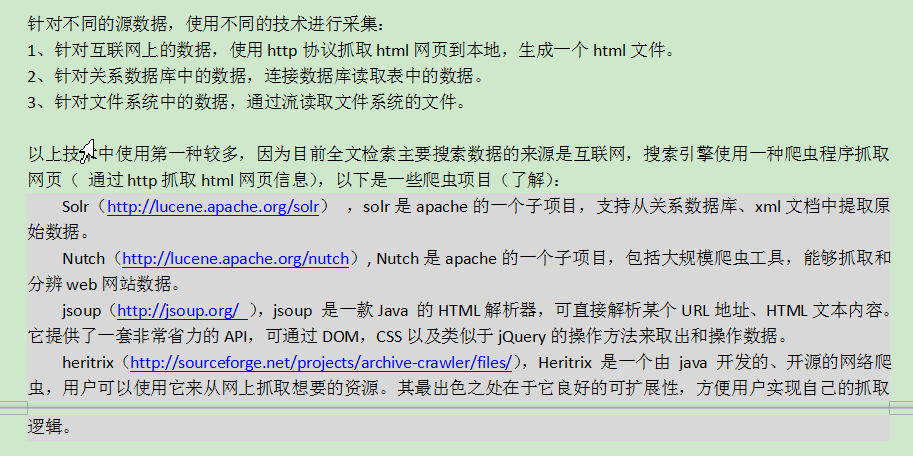 针对不同的源数据，使用不同的技术进行采集：
1、针对互联网上的数据，使用 http 协议抓取 html 网页到本地，生成一个 html 文件。
2、针对关系数据库中的数据，连接数据库读取表中的数据。
3、针对文件系统中的数据，通过流读取文件系统的文件。
以上技术中使用第一种较多，因为目前全文检索主要搜索数据的来源是互联网，搜索引擎使用一种爬虫程序抓取
网页（ 通过 http 抓取 html 网页信息），以下是一些爬虫项目（了解）：
Solr（http://lucene.apache.org/solr） ，solr 是 apache 的一个子项目，支持从关系数据库、xml 文档中提取原
始数据。
Nutch（http://lucene.apache.org/nutch）, Nutch 是 apache 的一个子项目，包括大规模爬虫工具，能够抓取和
分辨 web 网站数据。
jsoup（http://jsoup.org/ ），jsoup 是一款 Java 的 HTML 解析器，可直接解析某个 URL 地址、HTML 文本内容。
它提供了一套非常省力的 API，可通过 DOM，CSS 以及类似于 jQuery 的操作方法来取出和操作数据。
heritrix（http://sourceforge.net/projects/archive-crawler/files/），Heritrix 是一个由 java 开发的、开源的网络爬
虫，用户可以使用它来从网上抓取想要的资源。其最出色之处在于它良好的可扩展性，方便用户实现自己的抓取
逻辑。